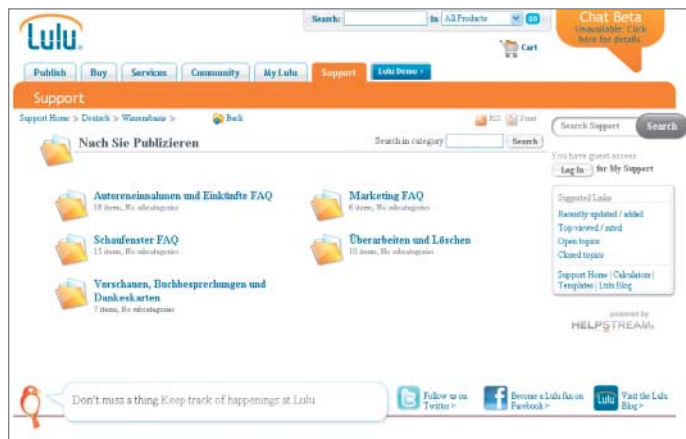 Lulu
Search: in All Products GO
Chat Beta
Unavailable: Click
here for details.
Cart
Publish Buy Services Community My Lulu Support Lulu Demo
Support
Support Home > Deutsch > Wissensbasis > Back RSS Print
Search Support Search
Nach Sie Publizieren Search in category Search
You have guest access
Log In for My Support
Autoreneinnahmen und Einkünfte FAQ
18 items, No subcategories
Marketing FAQ
6 items, No subcategories
Suggested Links
Recently updated / added
Top viewed / rated
Open topics
Closed topics
Schaufenster FAQ
15 items, No subcategories
Überarbeiten und Löschen
10 items, No subcategories
Support Home | Calculators |
Templates | Lulu Blog
Vorschauen, Buchbesprechungen und
Dankeskarten
7 items, No subcategories
powered by
HELPSTREAM
Don't miss a thing. Keep track of happenings at Lulu
Follow us on
Twitter >
Become a Lulu fan on
Facebook >
Lulu
Visit the Lulu
Blog >